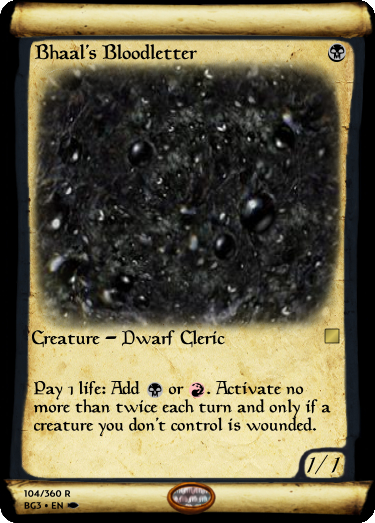 Bhaal's Bloodletter
Creature – Dwarf Cleric
Pay 1 life: Add or . Activate no
more than twice each turn and only if a
creature you don't control is wounded.
1/1
104/360 R
BG3 • EN